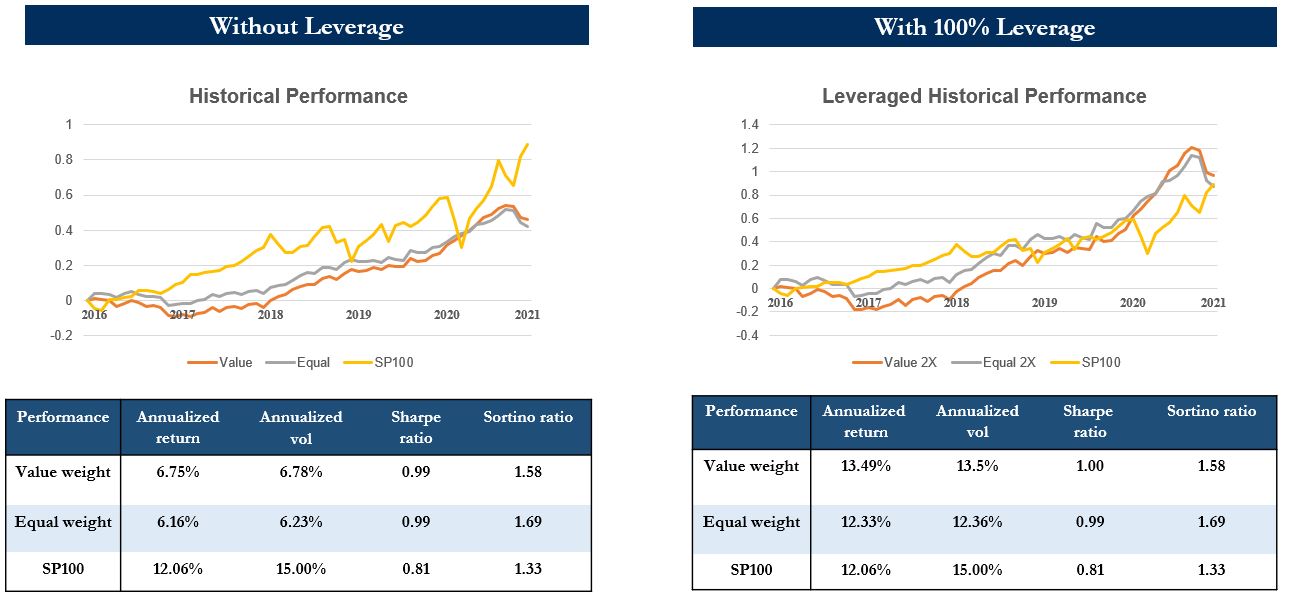 Without Leverage
Historical Performance
1
0.8
0.6
0.4
0.2
0
-0.2
2016 2017 2018 2019 2020 2021
Value Equal SP100
Performance Annualized return Annualized vol Sharpe ratio Sortino ratio
Value weight 6.75% 6.78% 0.99 1.58
Equal weight 6.16% 6.23% 0.99 1.69
SP100 12.06% 15.00% 0.81 1.33
With 100% Leverage
Leveraged Historical Performance
1.4
1.2
1
0.8
0.6
0.4
0.2
0
-0.2
-0.4
2016 2017 2018 2019 2020 2021
Value 2X Equal 2X SP100
Performance Annualized return Annualized vol Sharpe ratio Sortino ratio
Value weight 13.49% 13.5% 1.00 1.58
Equal weight 12.33% 12.36% 0.99 1.69
SP100 12.06% 15.00% 0.81 1.33